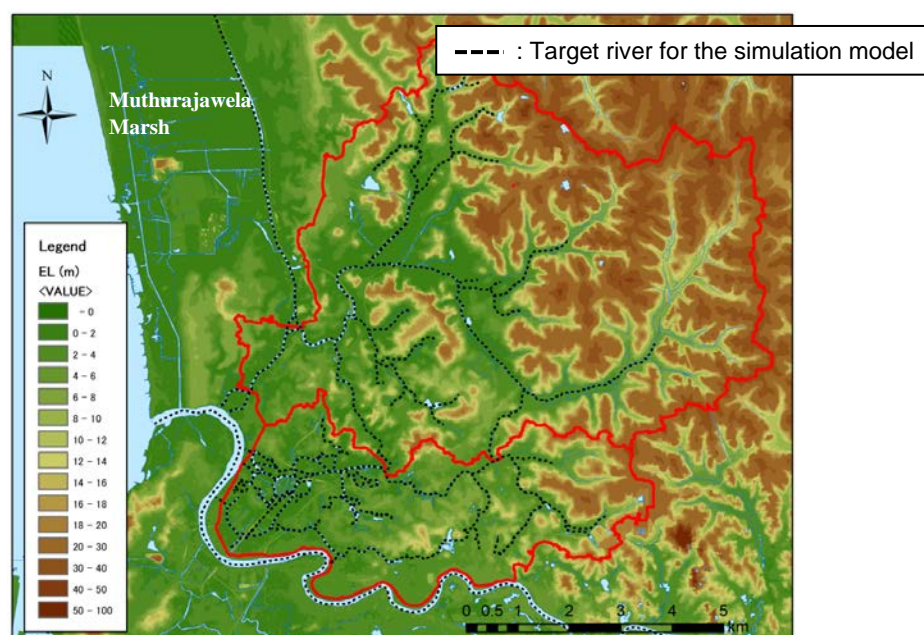 : Target river for the simulation model
N
Muthurajawela
Marsh
Legend
EL (m)
<VALUE>
- 0
0 - 2
2 - 4
4 - 6
6 - 8
8 - 10
10 - 12
12 - 14
14 - 16
16 - 18
18 - 20
20 - 30
30 - 40
40 - 50
50 - 100
0 0.5 1 2 3 4 5
km